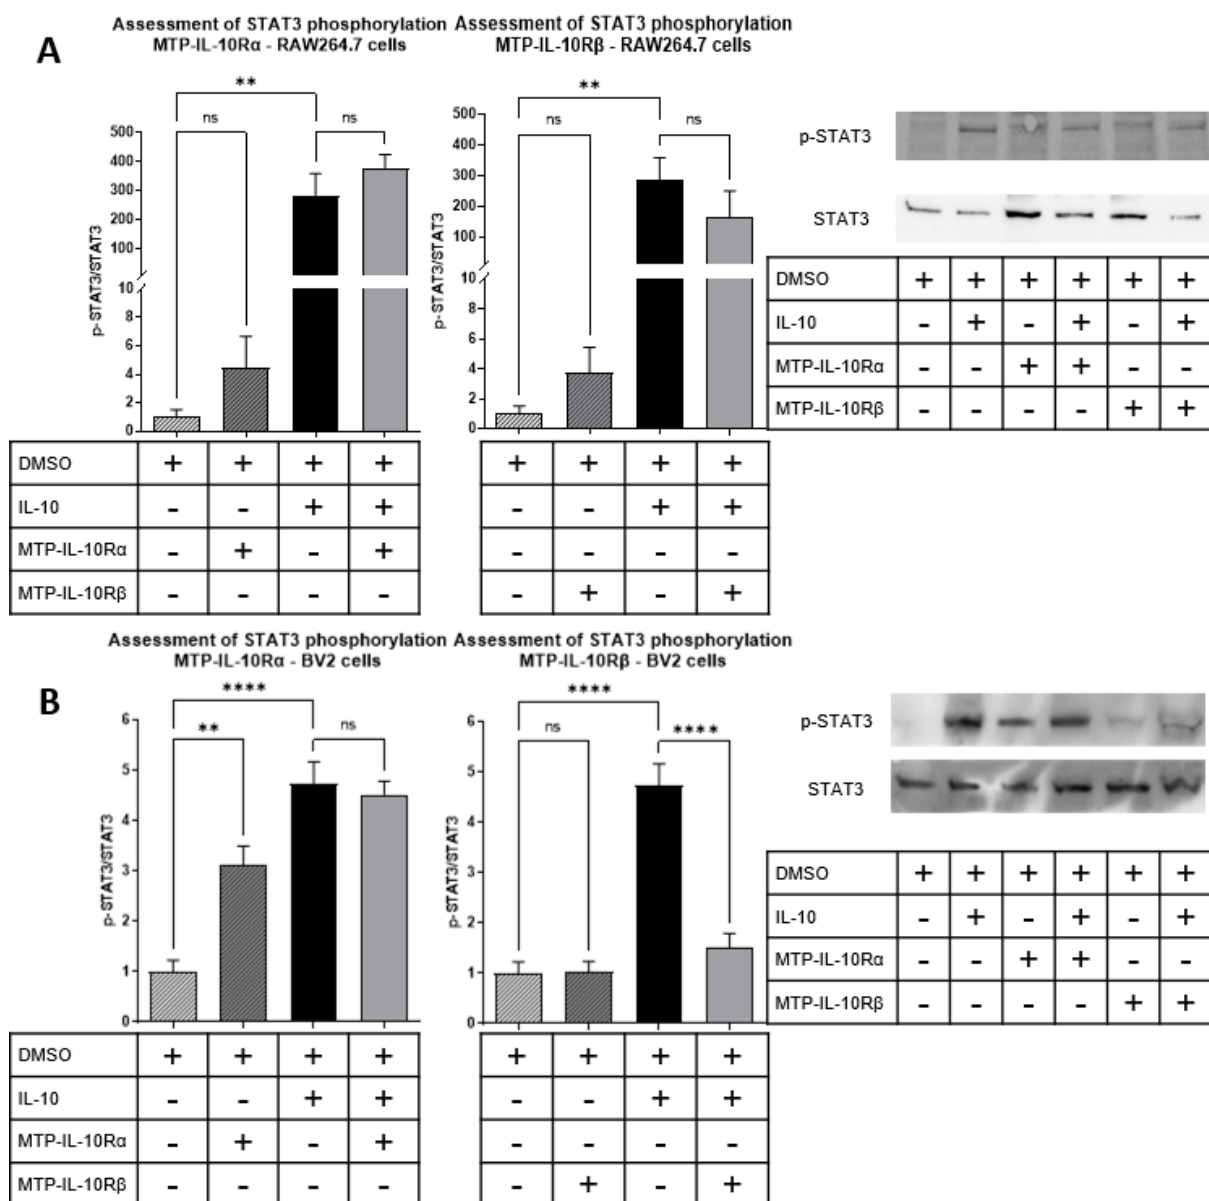 A
Assessment of STAT3 phosphorylation
MTP-IL-10Rα - RAW264.7 cells
**
ns
ns
500
400
300
200
100
10
8
6
4
2
0
p-STAT3/STAT3
DMSO + + + +
IL-10 - - + +
MTP-IL-10Rα - + - +
MTP-IL-10Rβ - - - -
Assessment of STAT3 phosphorylation
MTP-IL-10Rβ - RAW264.7 cells
**
ns
ns
500
400
300
200
100
10
8
6
4
2
0
p-STAT3/STAT3
+ + + +
- - + +
- - - -
- + - +
p-STAT3
STAT3
DMSO + + + + + +
IL-10 - + - + - +
MTP-IL-10Rα - - + + - -
MTP-IL-10Rβ - - - - + +
B
Assessment of STAT3 phosphorylation
MTP-IL-10Rα - BV2 cells
****
**
ns
6
5
4
3
2
1
0
p-STAT3/STAT3
DMSO + + + +
IL-10 - - + +
MTP-IL-10Rα - + - +
MTP-IL-10Rβ - - - -
Assessment of STAT3 phosphorylation
MTP-IL-10Rβ - BV2 cells
****
ns
****
6
5
4
3
2
1
0
p-STAT3/STAT3
+ + + +
- - + +
- - - -
- + - +
p-STAT3
STAT3
DMSO + + + + + +
IL-10 - + - + - +
MTP-IL-10Rα - - + + - -
MTP-IL-10Rβ - - - - + +